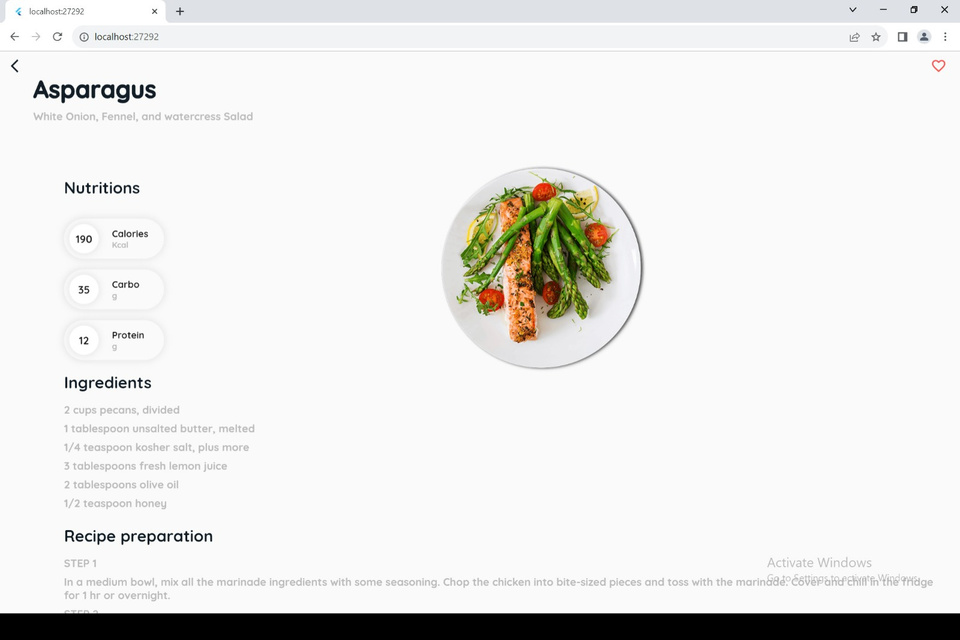 localhost:27292
localhost:27292
Asparagus
White Onion, Fennel, and watercress Salad
Nutritions
190
Calories
Kcal
35
Carbo
g
12
Protein
g
Ingredients
2 cups pecans, divided
1 tablespoon unsalted butter, melted
1/4 teaspoon kosher salt, plus more
3 tablespoons fresh lemon juice
2 tablespoons olive oil
1/2 teaspoon honey
Recipe preparation
STEP 1
In a medium bowl, mix all the marinade ingredients with some seasoning. Chop the chicken into bite-sized pieces and toss with the marinade. Cover and chill in the fridge
for 1 hr or overnight.
STEP 2
Activate Windows
Go to Settings to activate Windows.